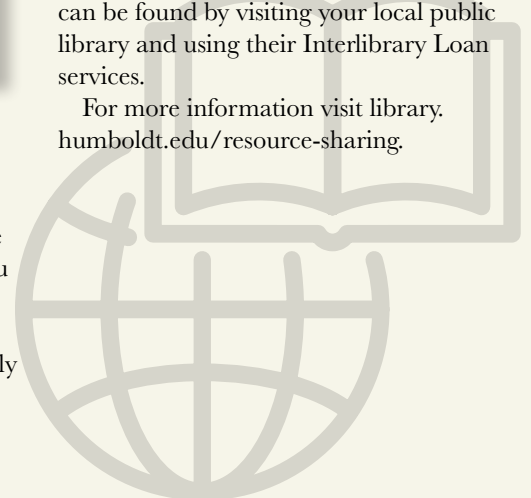 can be found by visiting your local public
library and using their Interlibrary Loan
services.
For more information visit library.
humboldt.edu/resource-sharing.
ly